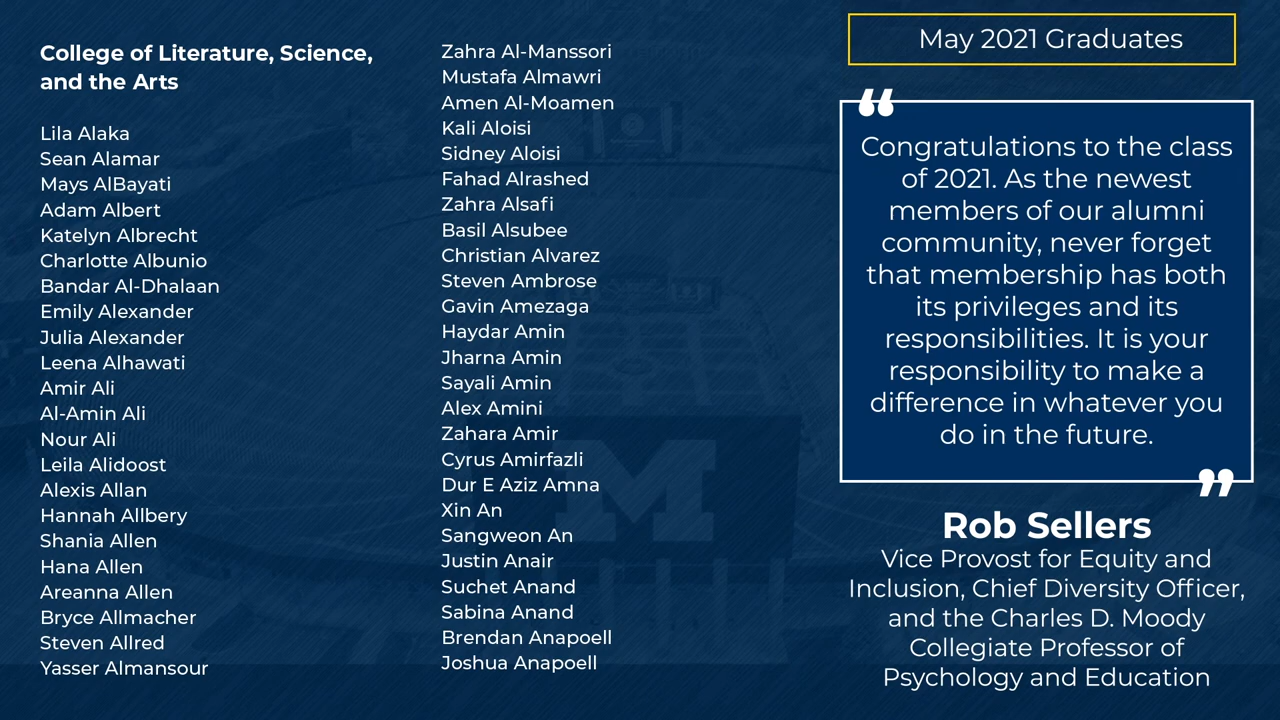 College of Literature, Science,
and the Arts
Lila Alaka
Sean Alamar
Mays AlBayati
Adam Albert
Katelyn Albrecht
Charlotte Albunio
Bandar Al-Dhalaan
Emily Alexander
Julia Alexander
Leena Alhawati
Amir Ali
Al-Amin Ali
Nour Ali
Leila Alidoost
Alexis Allan
Hannah Allbery
Shania Allen
Hana Allen
Areanna Allen
Bryce Allmacher
Steven Allred
Yasser Almansour
Zahra Al-Manssori
Mustafa Almawri
Amen Al-Moamen
Kali Aloisi
Sidney Aloisi
Fahad Alrashed
Zahra Alsafi
Basil Alsubee
Christian Alvarez
Steven Ambrose
Gavin Amezaga
Haydar Amin
Jharna Amin
Sayali Amin
Alex Amini
Zahara Amir
Cyrus Amirfazli
Dur E Aziz Amna
Xin An
Sangweon An
Justin Anair
Suchet Anand
Sabina Anand
Brendan Anapoell
Joshua Anapoell
May 2021 Graduates
“
Congratulations to the class
of 2021. As the newest
members of our alumni
community, never forget
that membership has both
its privileges and its
responsibilities. It is your
responsibility to make a
difference in whatever you
do in the future.
”
Rob Sellers
Vice Provost for Equity and
Inclusion, Chief Diversity Officer,
and the Charles D. Moody
Collegiate Professor of
Psychology and Education
M